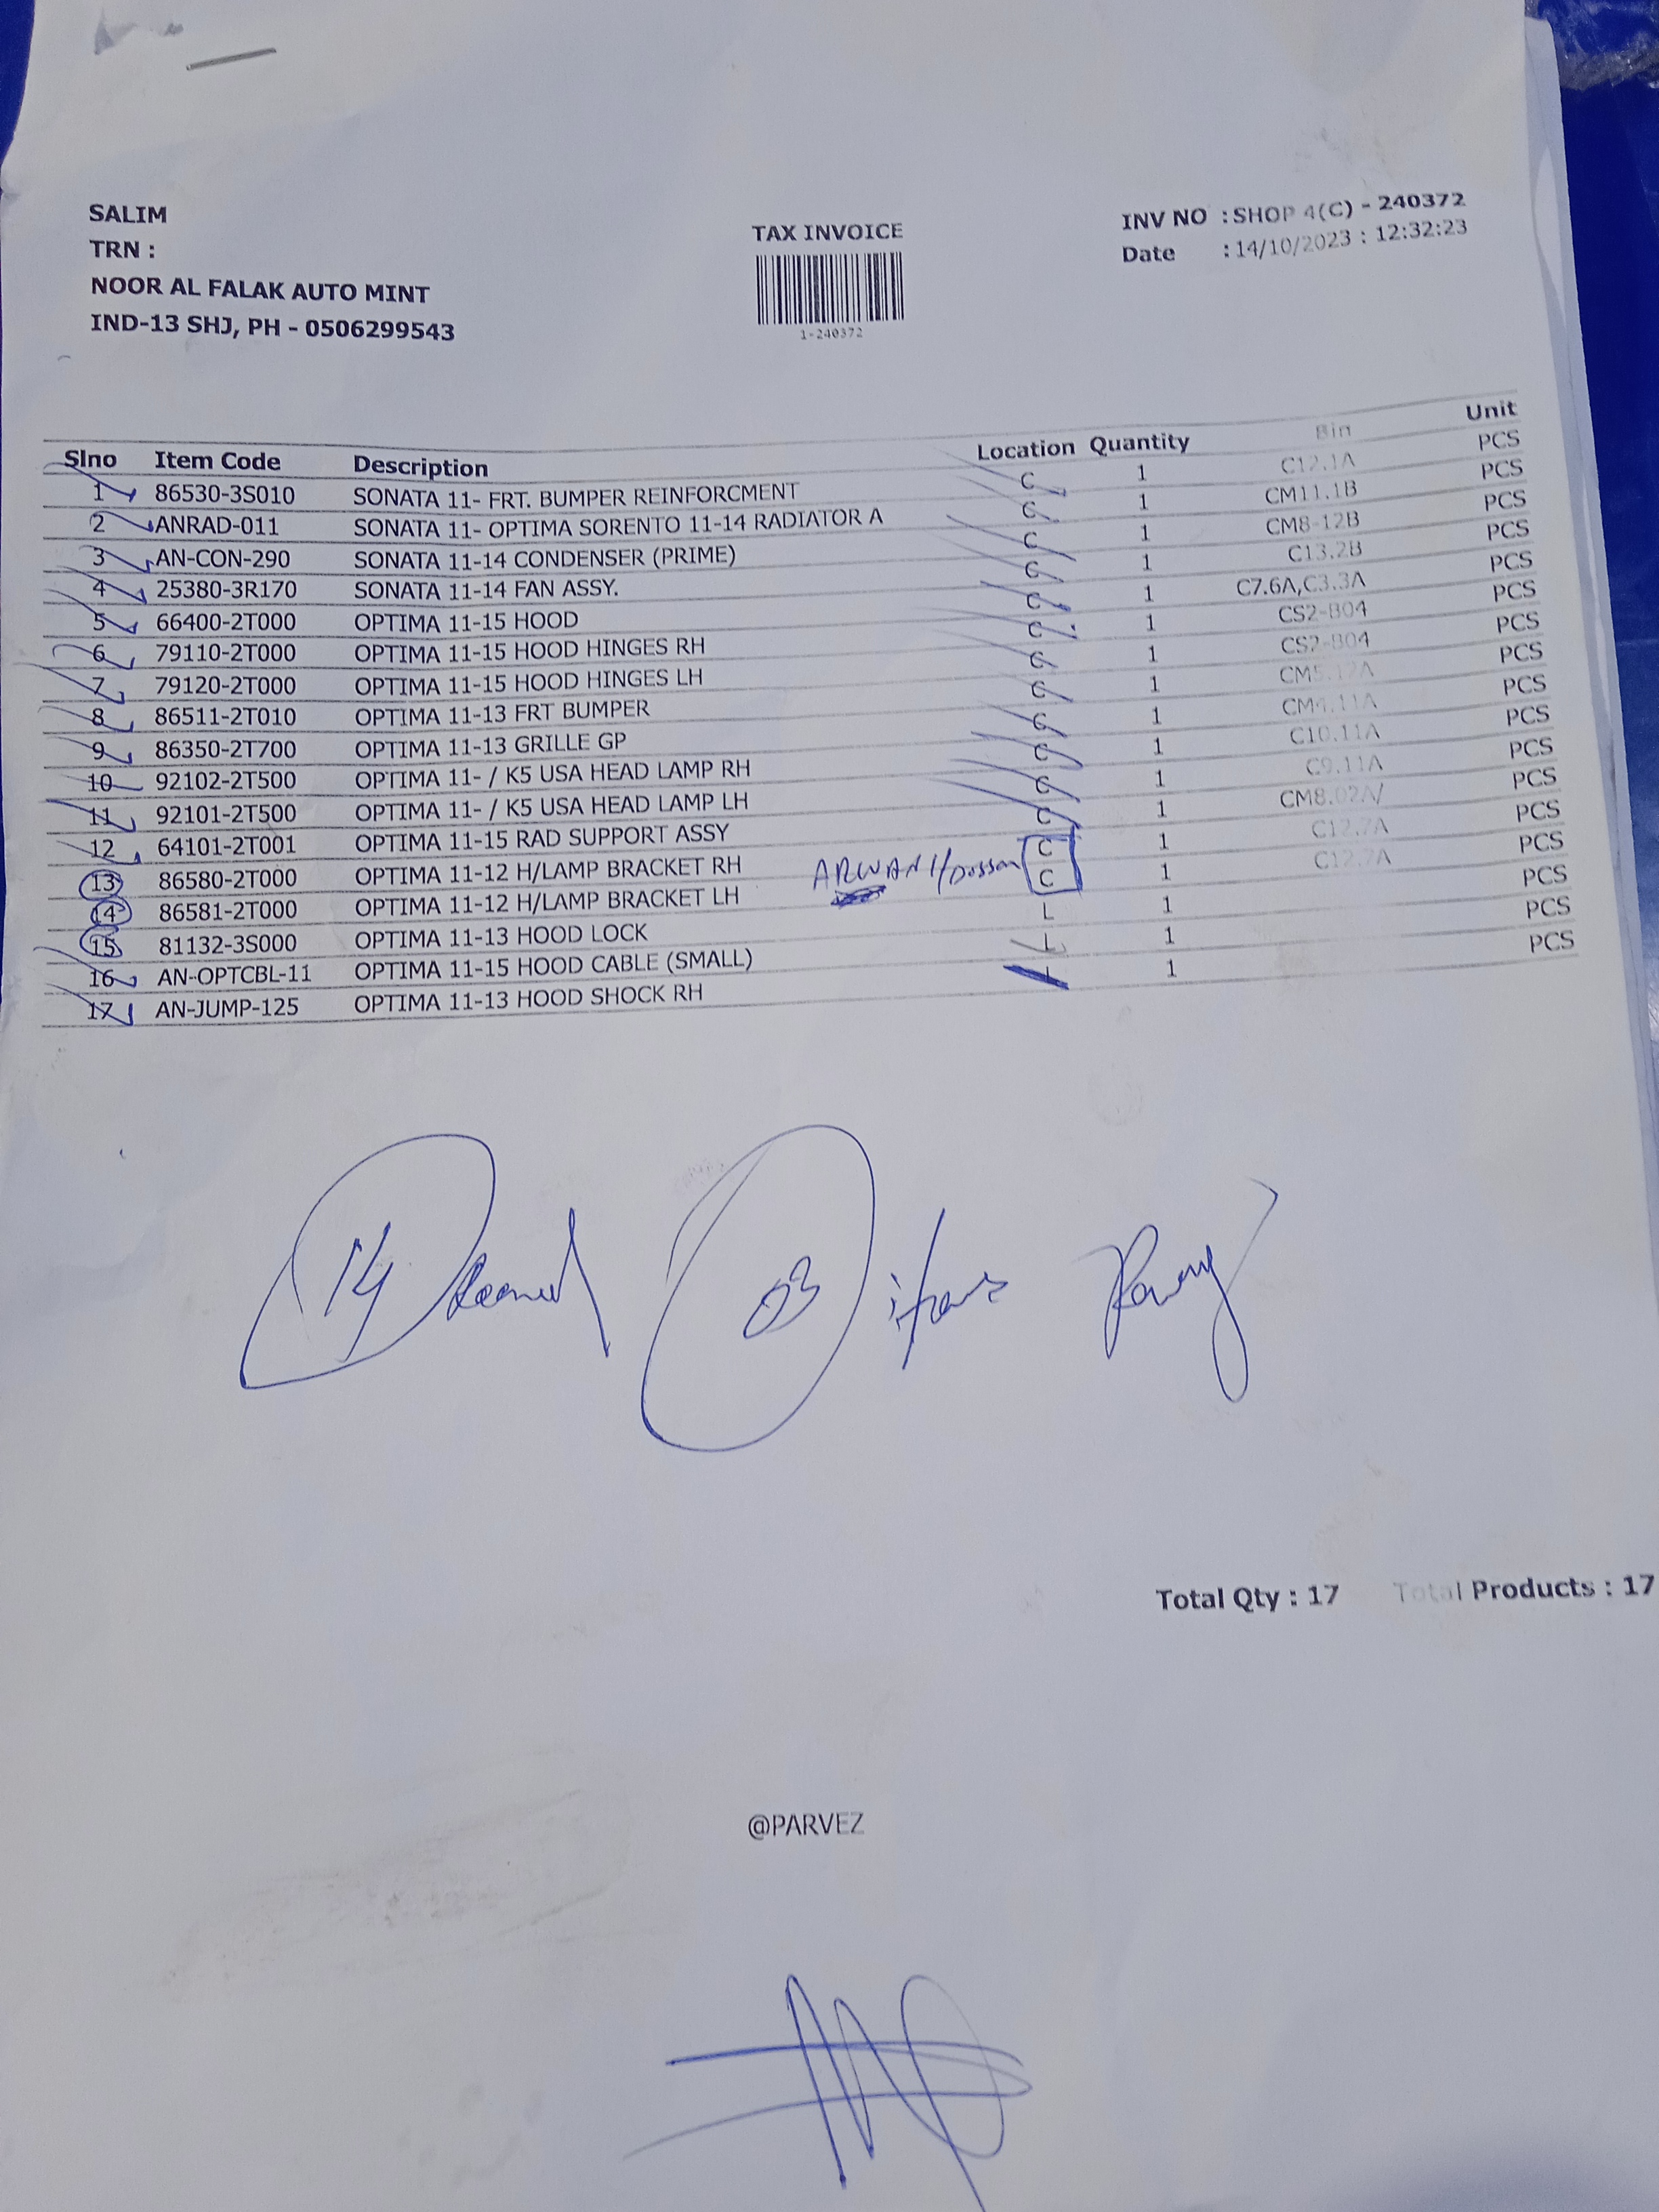 SALIM
TRN :
NOOR AL FALAK AUTO MINT
IND-13 SHJ, PH - 0506299543
TAX INVOICE
1-240372
INV NO : SHOP 4(C) - 240372
Date : 14/10/2023 : 12:32:23
Slno Item Code Description Location Quantity Bin Unit
1 86530-3S010 SONATA 11- FRT. BUMPER REINFORCMENT C 1 C12.1A PCS
2 ANRAD-011 SONATA 11- OPTIMA SORENTO 11-14 RADIATOR A C 1 CM11.1B PCS
3 AN-CON-290 SONATA 11-14 CONDENSER (PRIME) C 1 CM8-12B PCS
4 25380-3R170 SONATA 11-14 FAN ASSY. C 1 C13.2B PCS
5 66400-2T000 OPTIMA 11-15 HOOD C 1 C7.6A,C3.3A PCS
6 79110-2T000 OPTIMA 11-15 HOOD HINGES RH C 1 CS2-B04 PCS
7 79120-2T000 OPTIMA 11-15 HOOD HINGES LH C 1 CS2-B04 PCS
8 86511-2T010 OPTIMA 11-13 FRT BUMPER C 1 CM5.12A PCS
9 86350-2T700 OPTIMA 11-13 GRILLE GP C 1 CM4.11A PCS
10 92102-2T500 OPTIMA 11- / K5 USA HEAD LAMP RH C 1 C10.11A PCS
11 92101-2T500 OPTIMA 11- / K5 USA HEAD LAMP LH C 1 C9.11A PCS
12 64101-2T001 OPTIMA 11-15 RAD SUPPORT ASSY C 1 CM8.02A/ PCS
13 86580-2T000 OPTIMA 11-12 H/LAMP BRACKET RH C 1 C12.7A PCS
14 86581-2T000 OPTIMA 11-12 H/LAMP BRACKET LH C 1 C12.7A PCS
15 81132-3S000 OPTIMA 11-13 HOOD LOCK L 1 PCS
16 AN-OPTCBL-11 OPTIMA 11-15 HOOD CABLE (SMALL) L 1 PCS
17 AN-JUMP-125 OPTIMA 11-13 HOOD SHOCK RH L 1 PCS
14 03
Total Qty : 17 Total Products : 17
@PARVEZ